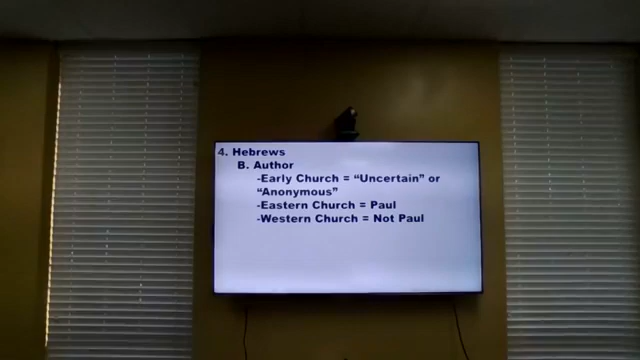 4. Hebrews
B. Author
-Early Church = “Uncertain” or
“Anonymous”
-Eastern Church = Paul
-Western Church = Not Paul